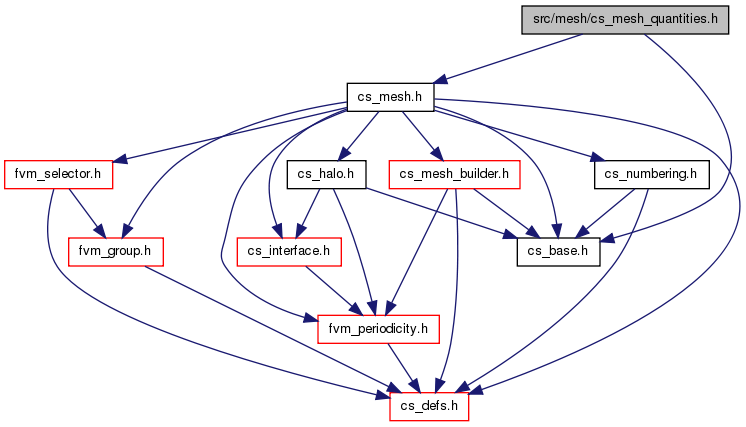 src/mesh/cs_mesh_quantities.h
cs_mesh.h
fvm_selector.h
cs_halo.h
cs_mesh_builder.h
cs_numbering.h
fvm_group.h
cs_interface.h
cs_base.h
fvm_periodicity.h
cs_defs.h